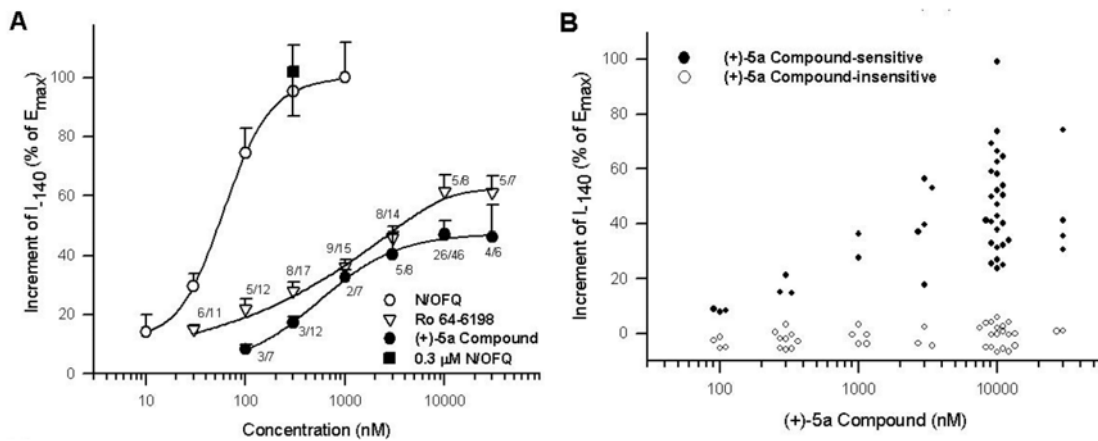 A
Increment of I-140 (% of Emax)
100
80
60
40
20
0
10
100
1000
10000
Concentration (nM)
6/11
5/12
8/17
9/15
8/14
5/8
5/7
3/7
3/12
2/7
5/8
26/46
4/6
N/OFQ
Ro 64-6198
(+)-5a Compound
0.3 µM N/OFQ
B
(+)-5a Compound-sensitive
(+)-5a Compound-insensitive
Increment of I-140 (% of Emax)
100
80
60
40
20
0
100
1000
10000
(+)-5a Compound (nM)